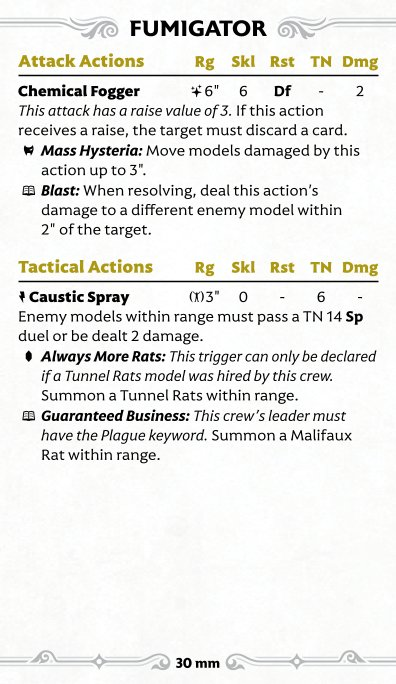 FUMIGATOR
Attack Actions Rg Skl Rst TN Dmg
Chemical Fogger 6" 6 Df - 2
This attack has a raise value of 3. If this action
receives a raise, the target must discard a card.
Mass Hysteria: Move models damaged by this
action up to 3".
Blast: When resolving, deal this action's
damage to a different enemy model within
2" of the target.
Tactical Actions Rg Skl Rst TN Dmg
Caustic Spray 3" 0 - 6 -
Enemy models within range must pass a TN 14 Sp
duel or be dealt 2 damage.
Always More Rats: This trigger can only be declared
if a Tunnel Rats model was hired by this crew.
Summon a Tunnel Rats within range.
Guaranteed Business: This crew's leader must
have the Plague keyword. Summon a Malifaux
Rat within range.
30 mm